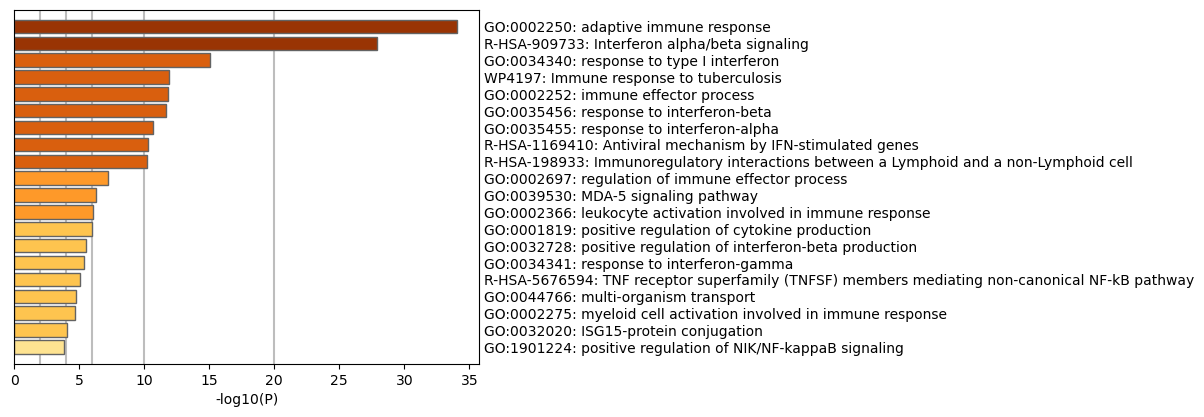 GO:0002250: adaptive immune response
R-HSA-909733: Interferon alpha/beta signaling
GO:0034340: response to type I interferon
WP4197: Immune response to tuberculosis
GO:0002252: immune effector process
GO:0035456: response to interferon-beta
GO:0035455: response to interferon-alpha
R-HSA-1169410: Antiviral mechanism by IFN-stimulated genes
R-HSA-198933: Immunoregulatory interactions between a Lymphoid and a non-Lymphoid cell
GO:0002697: regulation of immune effector process
GO:0039530: MDA-5 signaling pathway
GO:0002366: leukocyte activation involved in immune response
GO:0001819: positive regulation of cytokine production
GO:0032728: positive regulation of interferon-beta production
GO:0034341: response to interferon-gamma
R-HSA-5676594: TNF receptor superfamily (TNFSF) members mediating non-canonical NF-kB pathway
GO:0044766: multi-organism transport
GO:0002275: myeloid cell activation involved in immune response
GO:0032020: ISG15-protein conjugation
GO:1901224: positive regulation of NIK/NF-kappaB signaling
0 5 10 15 20 25 30 35
-log10(P)